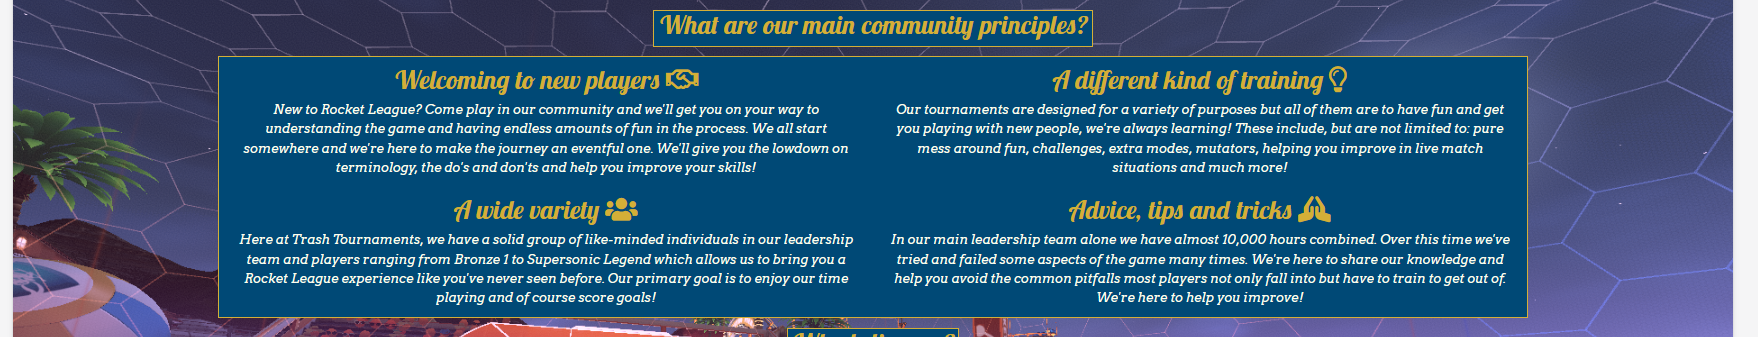 What are our main community principles?
Welcoming to new players
New to Rocket League? Come play in our community and we'll get you on your way to
understanding the game and having endless amounts of fun in the process. We all start
somewhere and we're here to make the journey an eventful one. We'll give you the lowdown on
terminology, the do's and don'ts and help you improve your skills!
A different kind of training
Our tournaments are designed for a variety of purposes but all of them are to have fun and get
you playing with new people, we're always learning! These include, but are not limited to: pure
mess around fun, challenges, extra modes, mutators, helping you improve in live match
situations and much more!
A wide variety
Here at Trash Tournaments, we have a solid group of like-minded individuals in our leadership
team and players ranging from Bronze 1 to Supersonic Legend which allows us to bring you a
Rocket League experience like you've never seen before. Our primary goal is to enjoy our time
playing and of course score goals!
Advice, tips and tricks
In our main leadership team alone we have almost 10,000 hours combined. Over this time we've
tried and failed some aspects of the game many times. We're here to share our knowledge and
help you avoid the common pitfalls most players not only fall into but have to train to get out of.
We're here to help you improve!